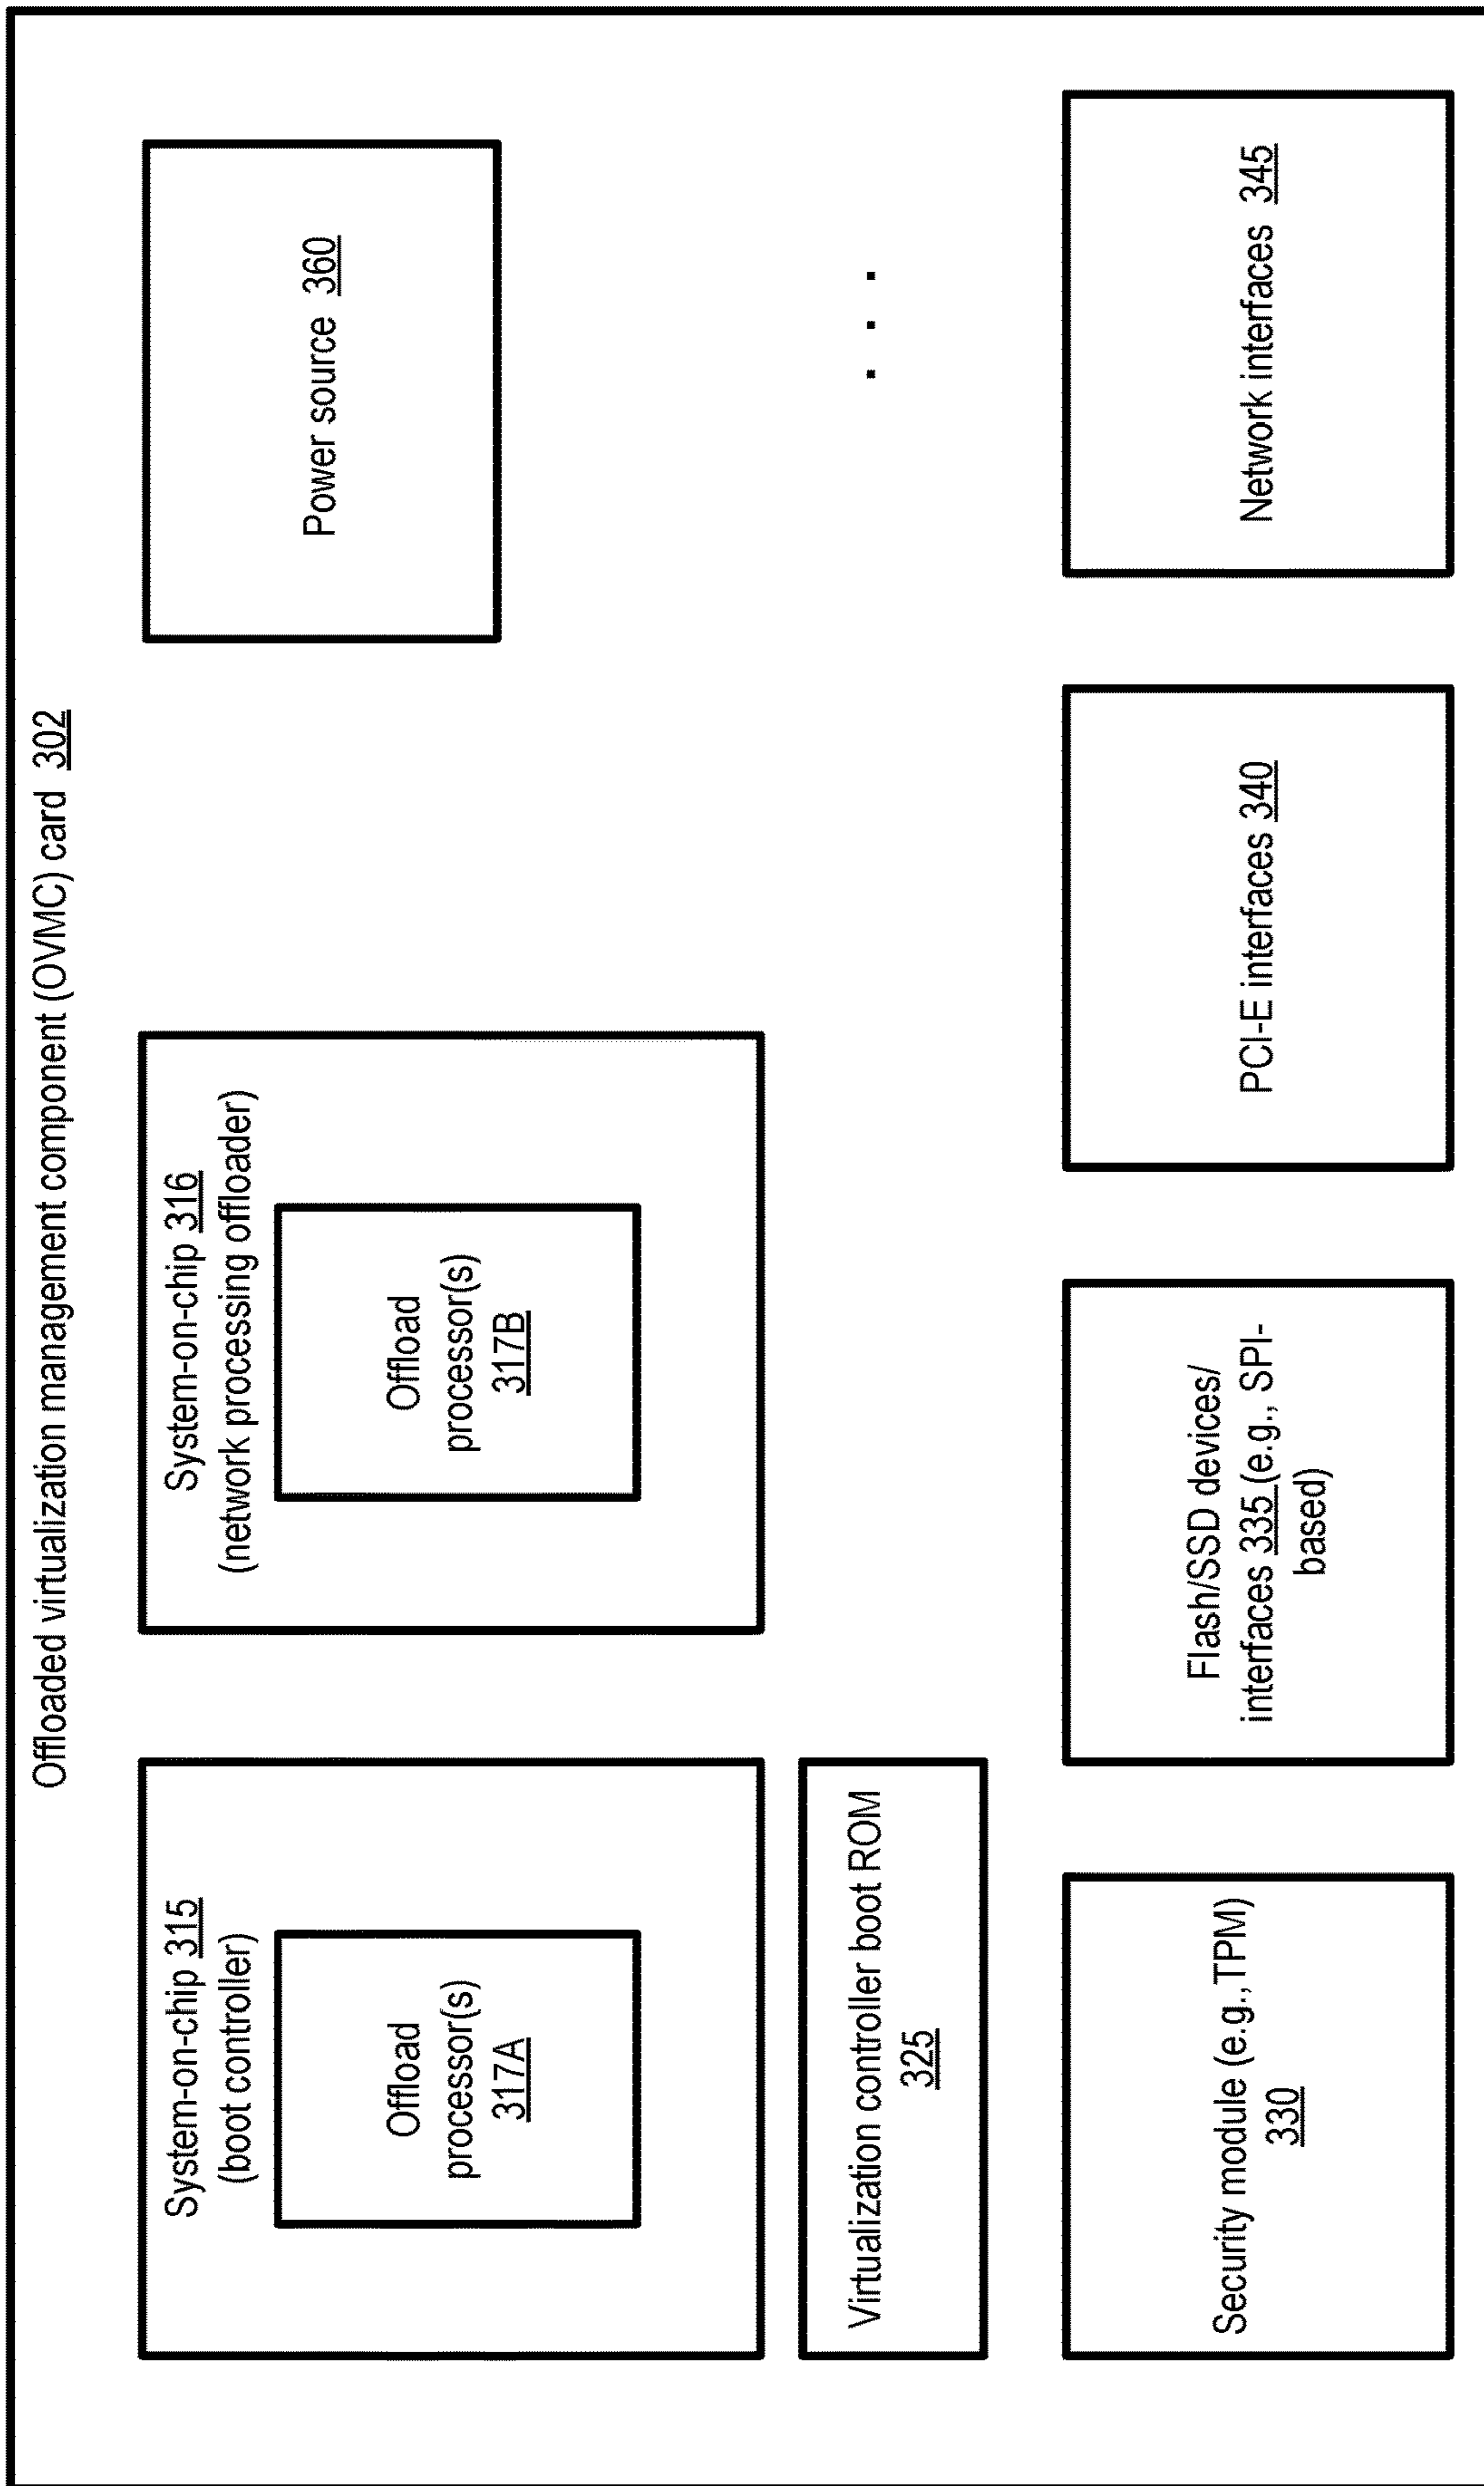 Offloaded virtualization management component (OVMC) card 302
System-on-chip 315
(boot controller)
Offload
processor(s)
317A
System-on-chip 316
(network processing offloader)
Offload
processor(s)
317B
Power source 360
Virtualization controller boot ROM
325
. . .
Security module (e.g.,TPM)
330
Flash/SSD devices/
interfaces 335 (e.g., SPI-
based)
PCI-E interfaces 340
Network interfaces 345